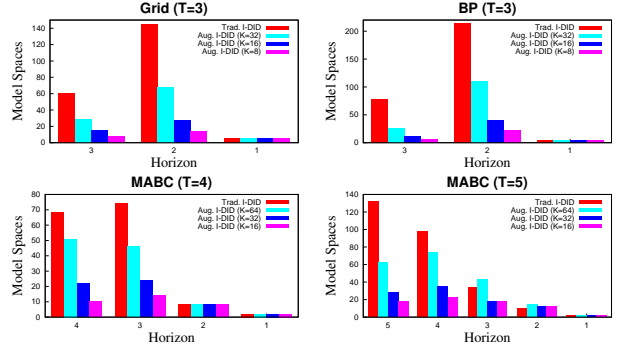 Grid (T=3)
Model Spaces
140
120
100
80
60
40
20
0
Trad. I-DID
Aug. I-DID (K=32)
Aug. I-DID (K=16)
Aug. I-DID (K=8)
3 2 1
Horizon
BP (T=3)
Model Spaces
200
150
100
50
0
Trad. I-DID
Aug. I-DID (K=32)
Aug. I-DID (K=16)
Aug. I-DID (K=8)
3 2 1
Horizon
MABC (T=4)
Model Spaces
80
70
60
50
40
30
20
10
0
Trad. I-DID
Aug. I-DID (K=64)
Aug. I-DID (K=32)
Aug. I-DID (K=16)
4 3 2 1
Horizon
MABC (T=5)
Model Spaces
140
120
100
80
60
40
20
0
Trad. I-DID
Aug. I-DID (K=64)
Aug. I-DID (K=32)
Aug. I-DID (K=16)
5 4 3 2 1
Horizon